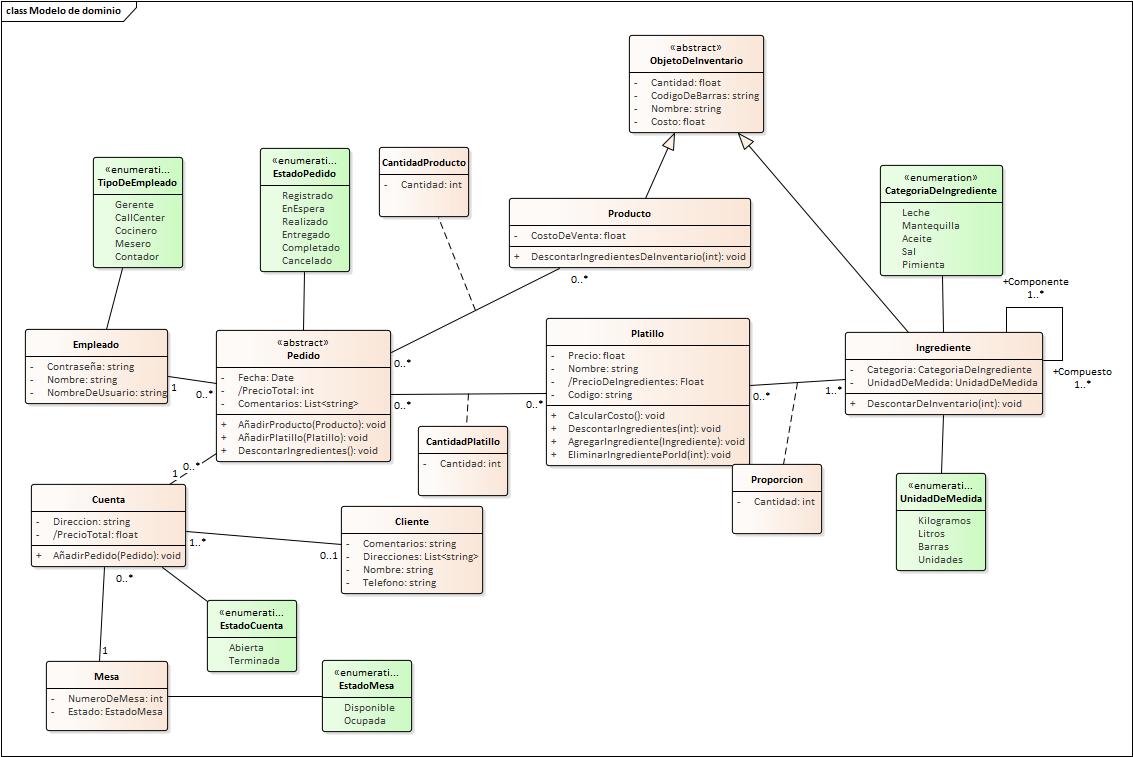 class Modelo de dominio
«abstract»
ObjetoDeInventario
- Cantidad: float
- CodigoDeBarras: string
- Nombre: string
- Costo: float
«enumerati...
TipoDeEmpleado
Gerente
CallCenter
Cocinero
Mesero
Contador
«enumerati...
EstadoPedido
Registrado
EnEspera
Realizado
Entregado
Completado
Cancelado
CantidadProducto
- Cantidad: int
Producto
- CostoDeVenta: float
+ DescontarIngredientesDeInventario(int): void
0..*
«enumeration»
CategoriaDeIngrediente
Leche
Mantequilla
Aceite
Sal
Pimienta
+Componente
1..*
+Compuesto
1..*
Empleado
- Contraseña: string
- Nombre: string
- NombreDeUsuario: string
1
0..*
«abstract»
Pedido
- Fecha: Date
- /PrecioTotal: int
- Comentarios: List<string>
+ AñadirProducto(Producto): void
+ AñadirPlatillo(Platillo): void
+ DescontarIngredientes(): void
0..*
0..*
0..*
Platillo
- Precio: float
- Nombre: string
- /PrecioDeIngredientes: Float
- Codigo: string
+ CalcularCosto(): void
+ DescontarIngredientes(int): void
+ AgregarIngrediente(Ingrediente): void
+ EliminarIngredientePorId(int): void
0..*
1..*
Ingrediente
- Categoria: CategoriaDeIngrediente
- UnidadDeMedida: UnidadDeMedida
+ DescontarDeInventario(int): void
CantidadPlatillo
- Cantidad: int
Proporcion
- Cantidad: int
«enumerati...
UnidadDeMedida
Kilogramos
Litros
Barras
Unidades
0..*
1
Cuenta
- Direccion: string
- /PrecioTotal: float
+ AñadirPedido(Pedido): void
1..*
0..1
Cliente
- Comentarios: string
- Direcciones: List<string>
- Nombre: string
- Telefono: string
0..*
1
«enumerati...
EstadoCuenta
Abierta
Terminada
Mesa
- NumeroDeMesa: int
- Estado: EstadoMesa
«enumerati...
EstadoMesa
Disponible
Ocupada